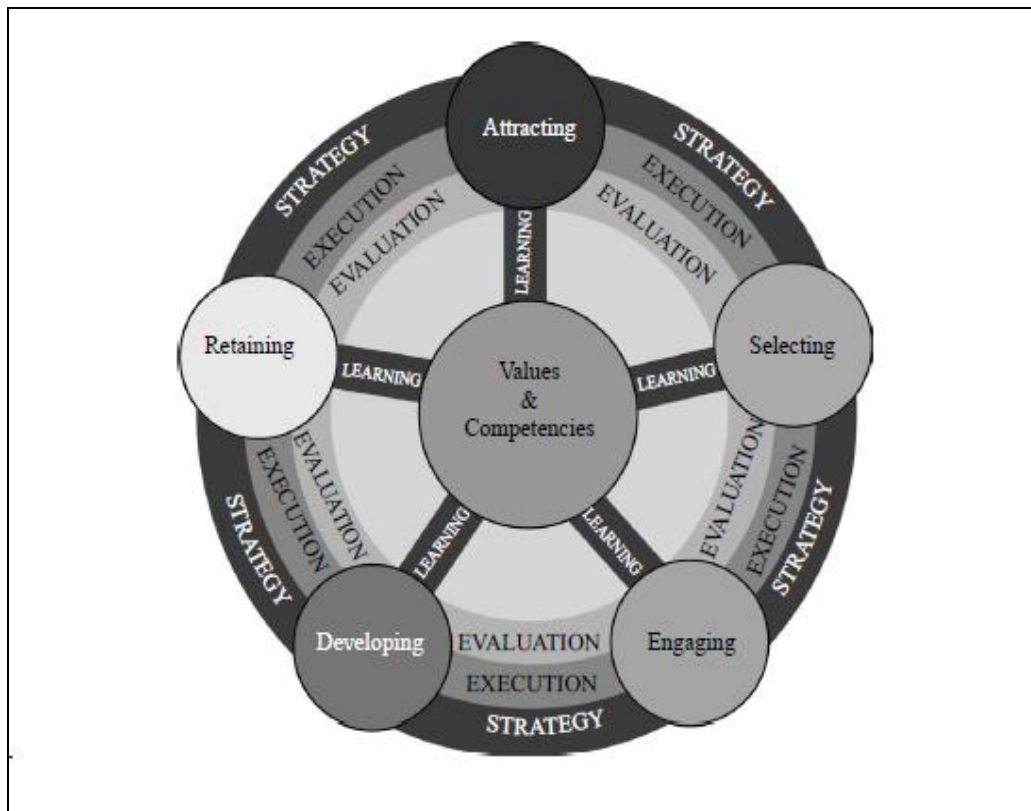 Attracting
STRATEGY
EXECUTION
EVALUATION
STRATEGY
EXECUTION
EVALUATION
LEARNING
Retaining
Selecting
LEARNING
LEARNING
Values
&
Competencies
EVALUATION
EXECUTION
STRATEGY
EVALUATION
EXECUTION
STRATEGY
LEARNING
LEARNING
Developing
Engaging
EVALUATION
EXECUTION
STRATEGY